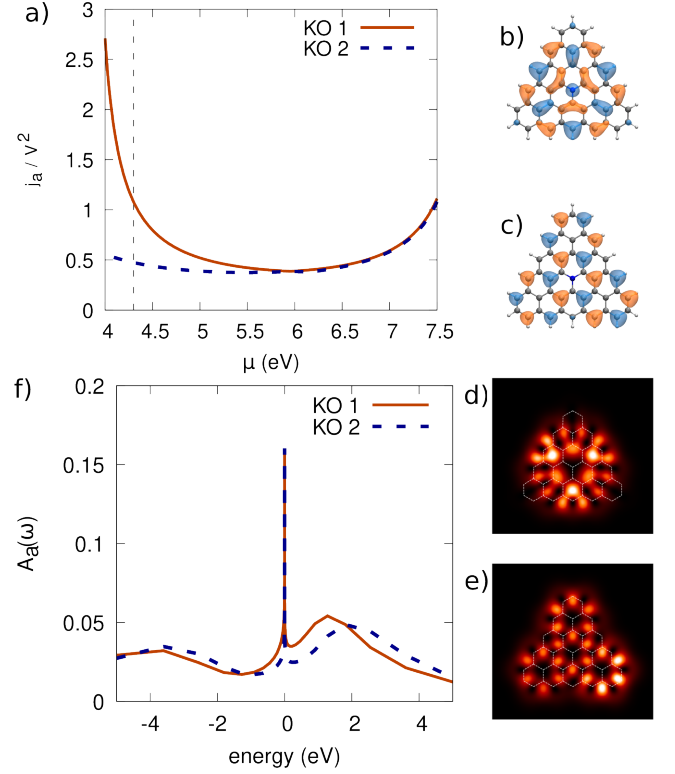 a)
3
2.5
2
1.5
1
0.5
0
j_a / V^2
KO 1
KO 2
4 4.5 5 5.5 6 6.5 7 7.5
μ (eV)
b)
c)
f)
0.2
0.15
0.1
0.05
0
A_a(ω)
KO 1
KO 2
-4 -2 0 2 4
energy (eV)
d)
e)